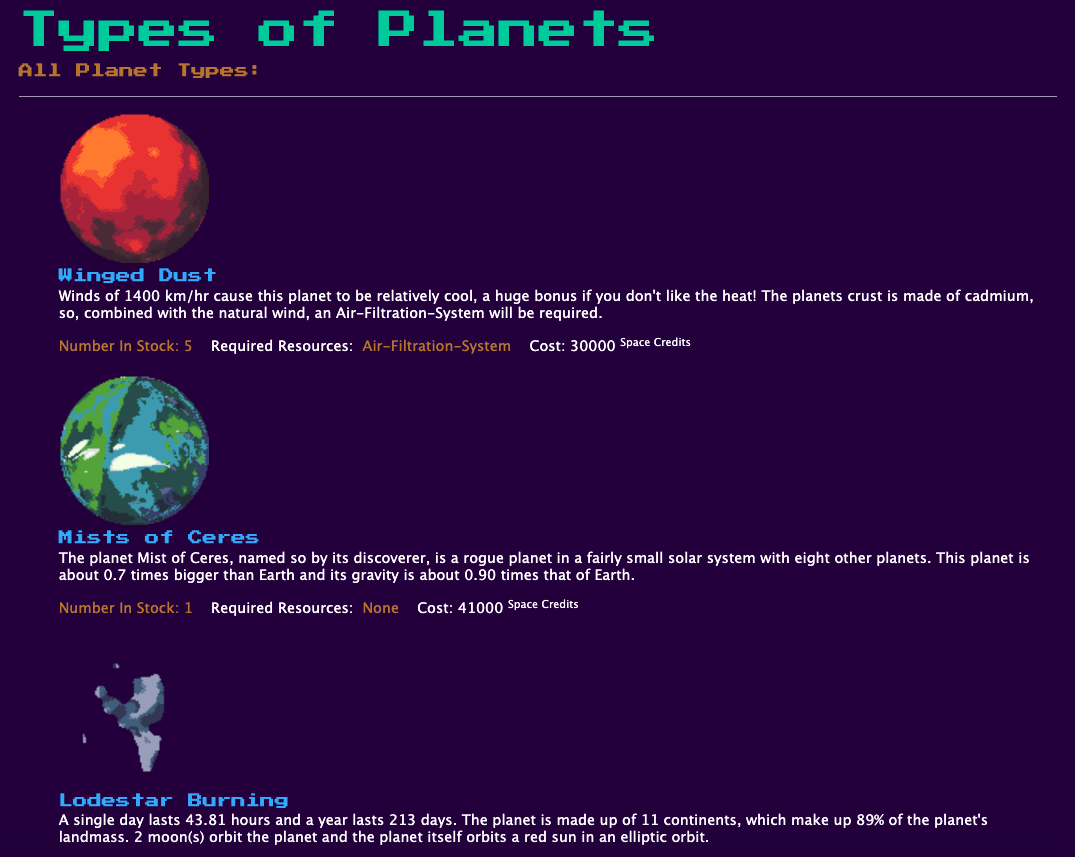 Types of Planets
All Planet Types:
Winged Dust
Winds of 1400 km/hr cause this planet to be relatively cool, a huge bonus if you don't like the heat! The planets crust is made of cadmium,
so, combined with the natural wind, an Air-Filtration-System will be required.
Number In Stock: 5 Required Resources: Air-Filtration-System Cost: 30000 Space Credits
Mists of Ceres
The planet Mist of Ceres, named so by its discoverer, is a rogue planet in a fairly small solar system with eight other planets. This planet is
about 0.7 times bigger than Earth and its gravity is about 0.90 times that of Earth.
Number In Stock: 1 Required Resources: None Cost: 41000 Space Credits
Lodestar Burning
A single day lasts 43.81 hours and a year lasts 213 days. The planet is made up of 11 continents, which make up 89% of the planet's
landmass. 2 moon(s) orbit the planet and the planet itself orbits a red sun in an elliptic orbit.